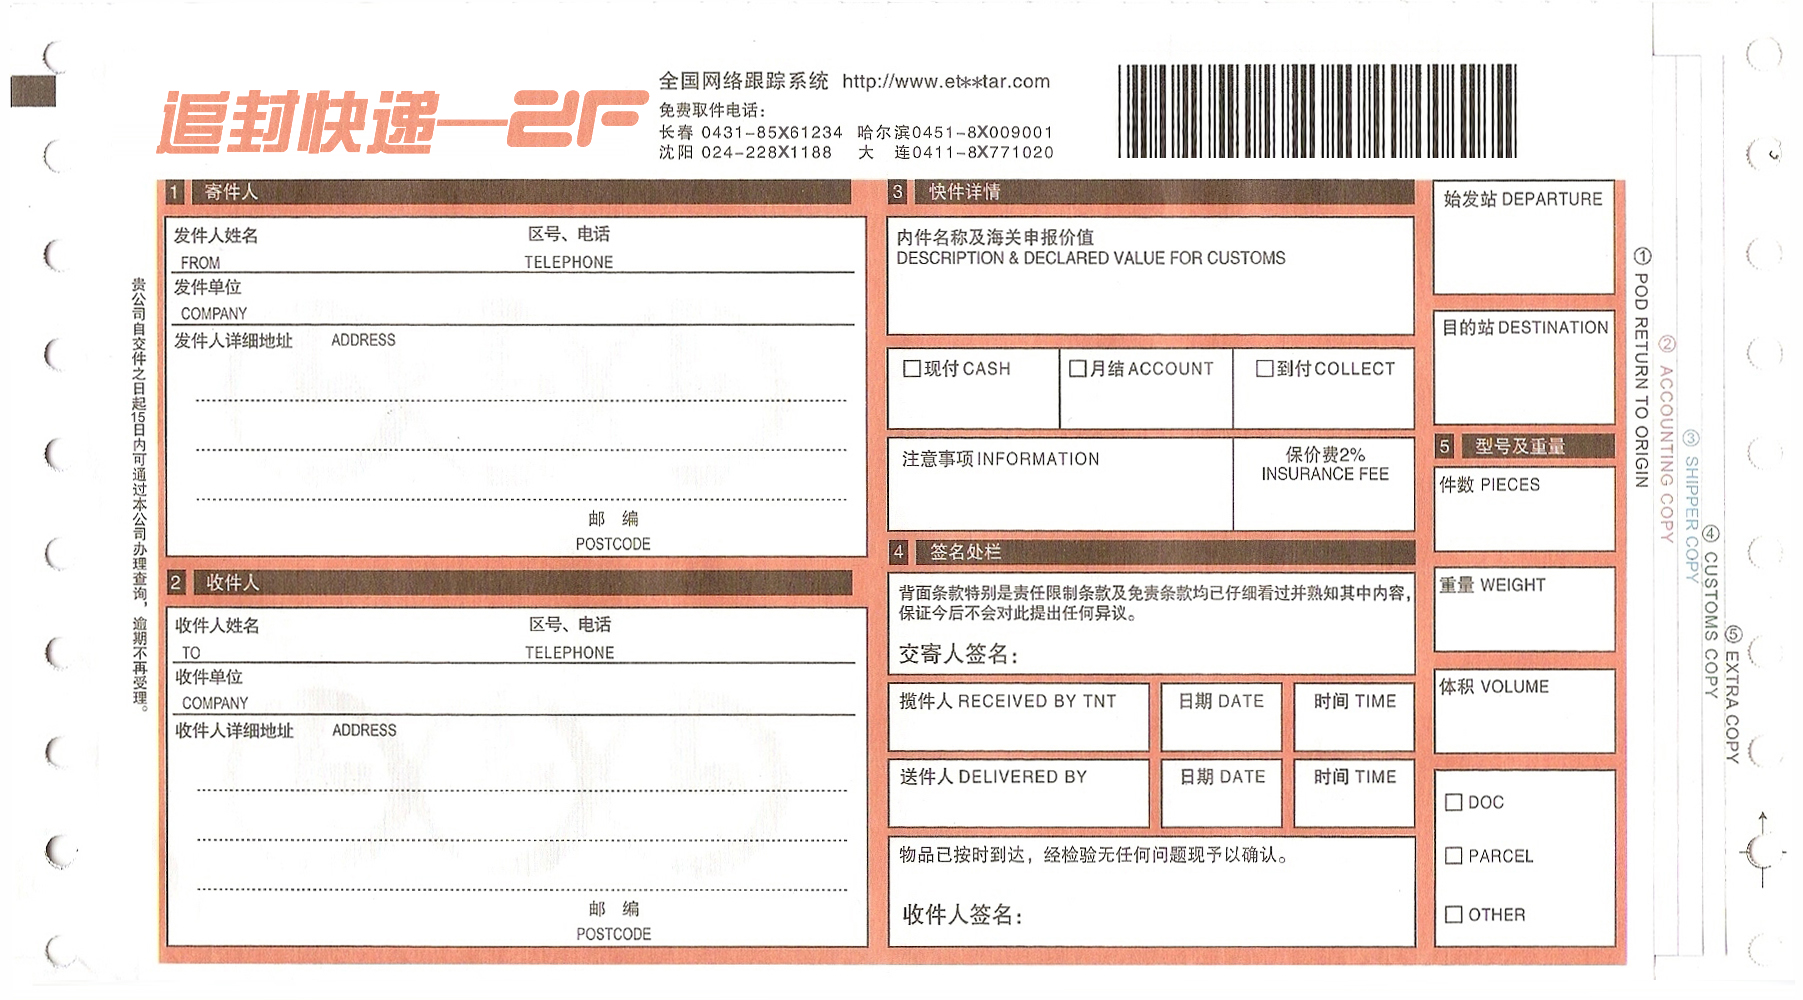 追封快递—ZF
全国网络跟踪系统 http://www.et**tar.com
免费取件电话：
长春 0431-85X61234 哈尔滨0451-8X009001
沈阳 024-228X1188 大 连0411-8X771020
1 寄件人
发件人姓名 区号、电话
FROM TELEPHONE
发件单位
COMPANY
发件人详细地址 ADDRESS
邮 编
POSTCODE
2 收件人
收件人姓名 区号、电话
TO TELEPHONE
收件单位
COMPANY
收件人详细地址 ADDRESS
邮 编
POSTCODE
3 快件详情
内件名称及海关申报价值
DESCRIPTION & DECLARED VALUE FOR CUSTOMS
现付 CASH 月结 ACCOUNT 到付 COLLECT
注意事项 INFORMATION
保价费2%
INSURANCE FEE
4 签名处栏
背面条款特别是责任限制条款及免责条款均已仔细看过并熟知其中内容，
保证今后不会对此提出任何异议。
交寄人签名：
揽件人 RECEIVED BY TNT 日期 DATE 时间 TIME
送件人 DELIVERED BY 日期 DATE 时间 TIME
物品已按时到达，经检验无任何问题现予以确认。
收件人签名：
始发站 DEPARTURE
目的站 DESTINATION
5 型号及重量
件数 PIECES
重量 WEIGHT
体积 VOLUME
DOC
PARCEL
OTHER
贵公司自交件之日起15日内可通过本公司办理查询，逾期不再受理。
① POD RETURN TO ORIGIN
② ACCOUNTING COPY
③ SHIPPER COPY
④ CUSTOMS COPY
⑤ EXTRA COPY